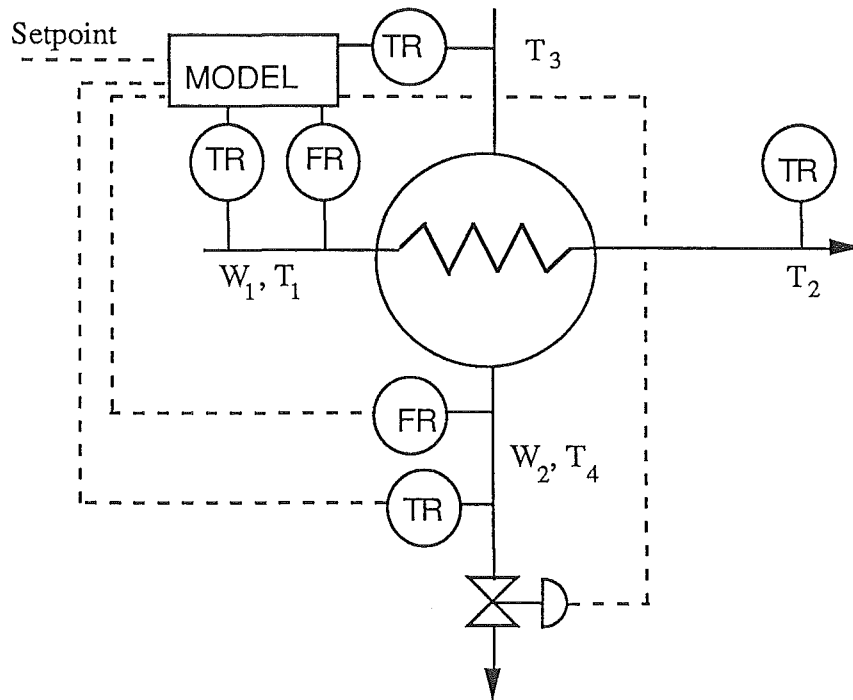 Setpoint
MODEL
TR
T₃
TR
FR
TR
W₁, T₁
T₂
FR
W₂, T₄
TR